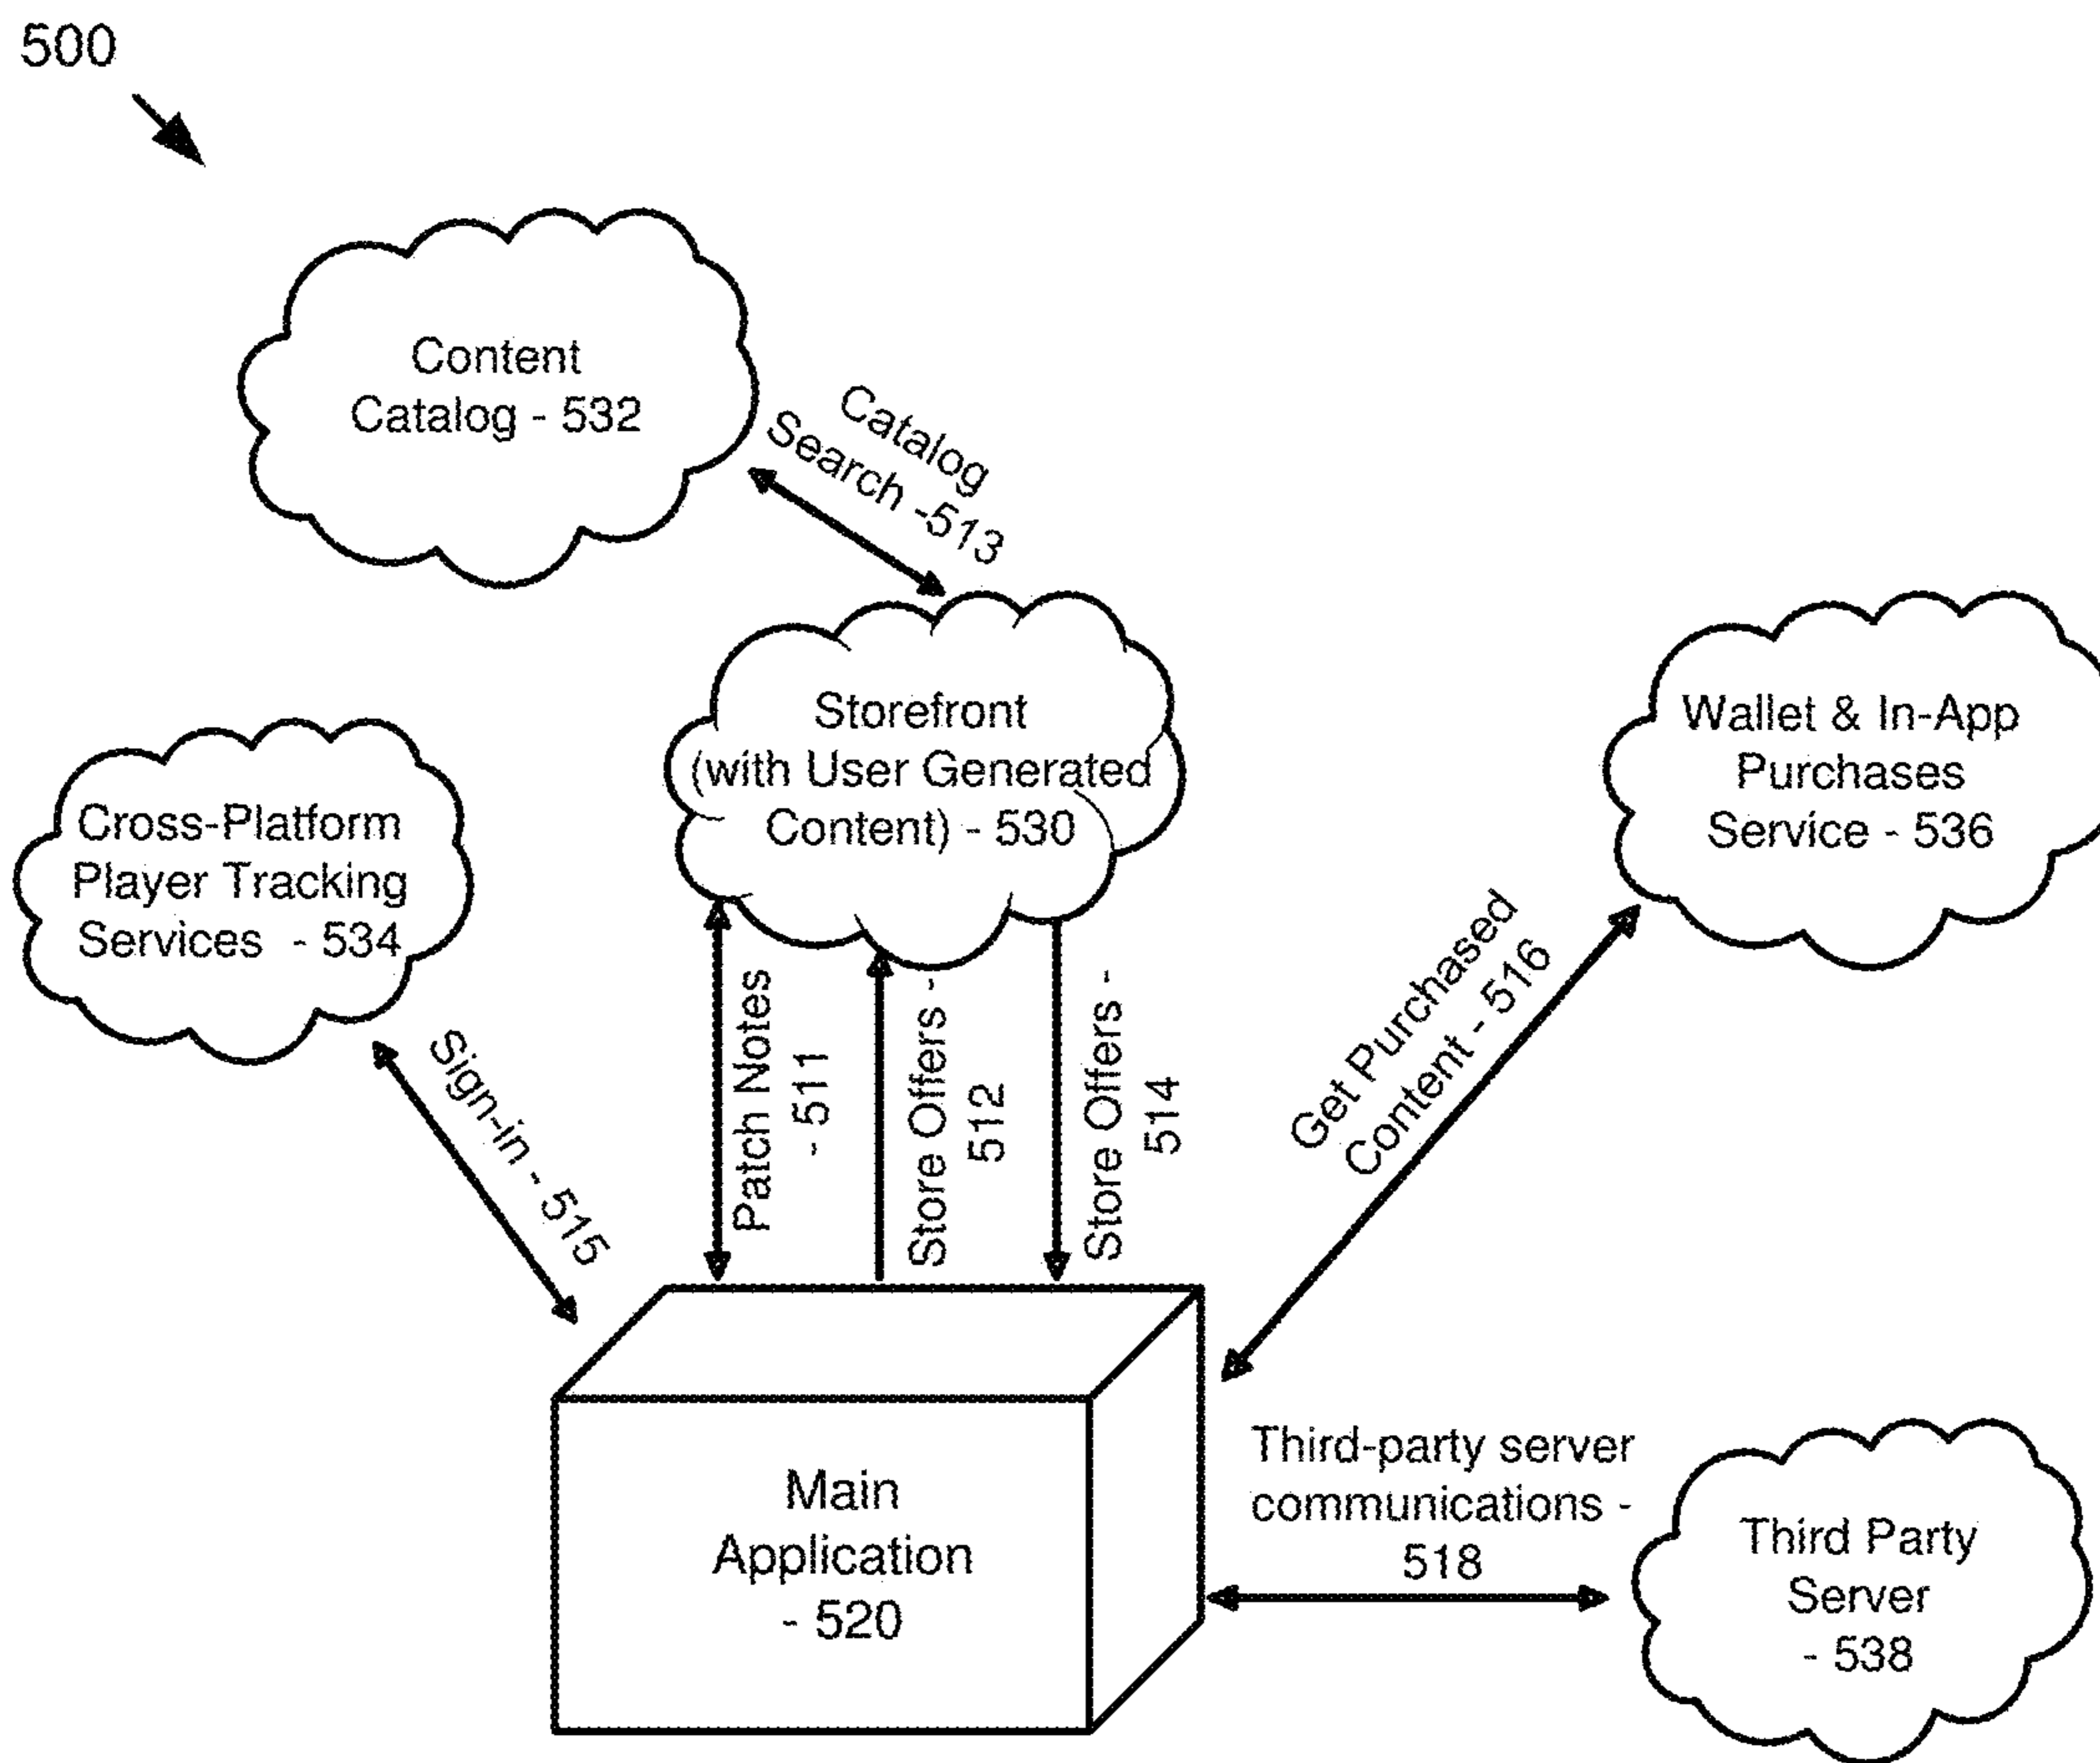 500
Content
Catalog - 532
Catalog
Search -513
Storefront
(with User Generated
Content) - 530
Wallet & In-App
Purchases
Service - 536
Cross-Platform
Player Tracking
Services - 534
Sign-in - 515
Patch Notes
- 511
Store Offers -
512
Store Offers -
514
Get Purchased
Content - 516
Main
Application
- 520
Third-party server
communications -
518
Third Party
Server
- 538